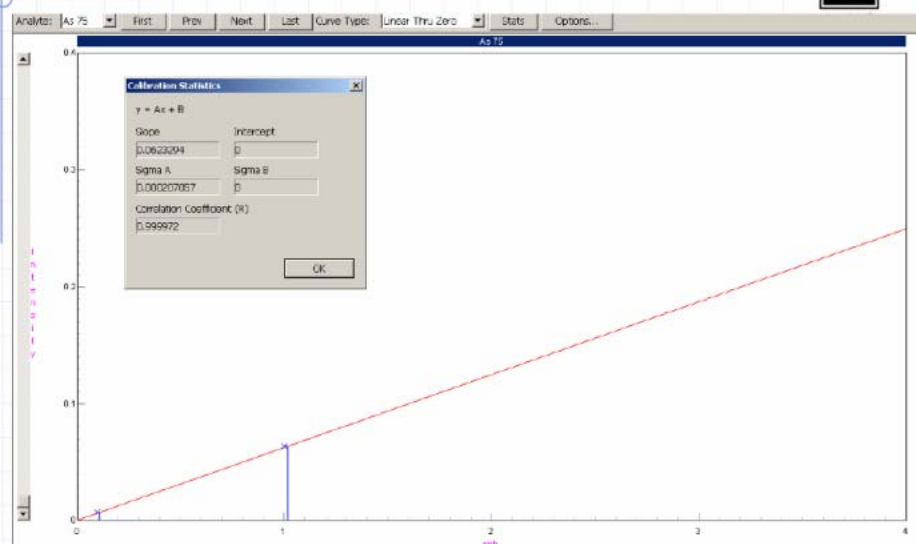 Analyte: As 75 First Prev Next Last Curve Type: Linear Thru Zero Stats Options...
As 75
0.4
Calibration Statistics
y = Ax + B
Slope Intercept
0.0623294 0
Sigma A Sigma B
0.000207057 0
Correlation Coefficient (R)
0.999972
OK
0.3
Intensity
0.2
0.1
0
0 1 2 3 4
ppb